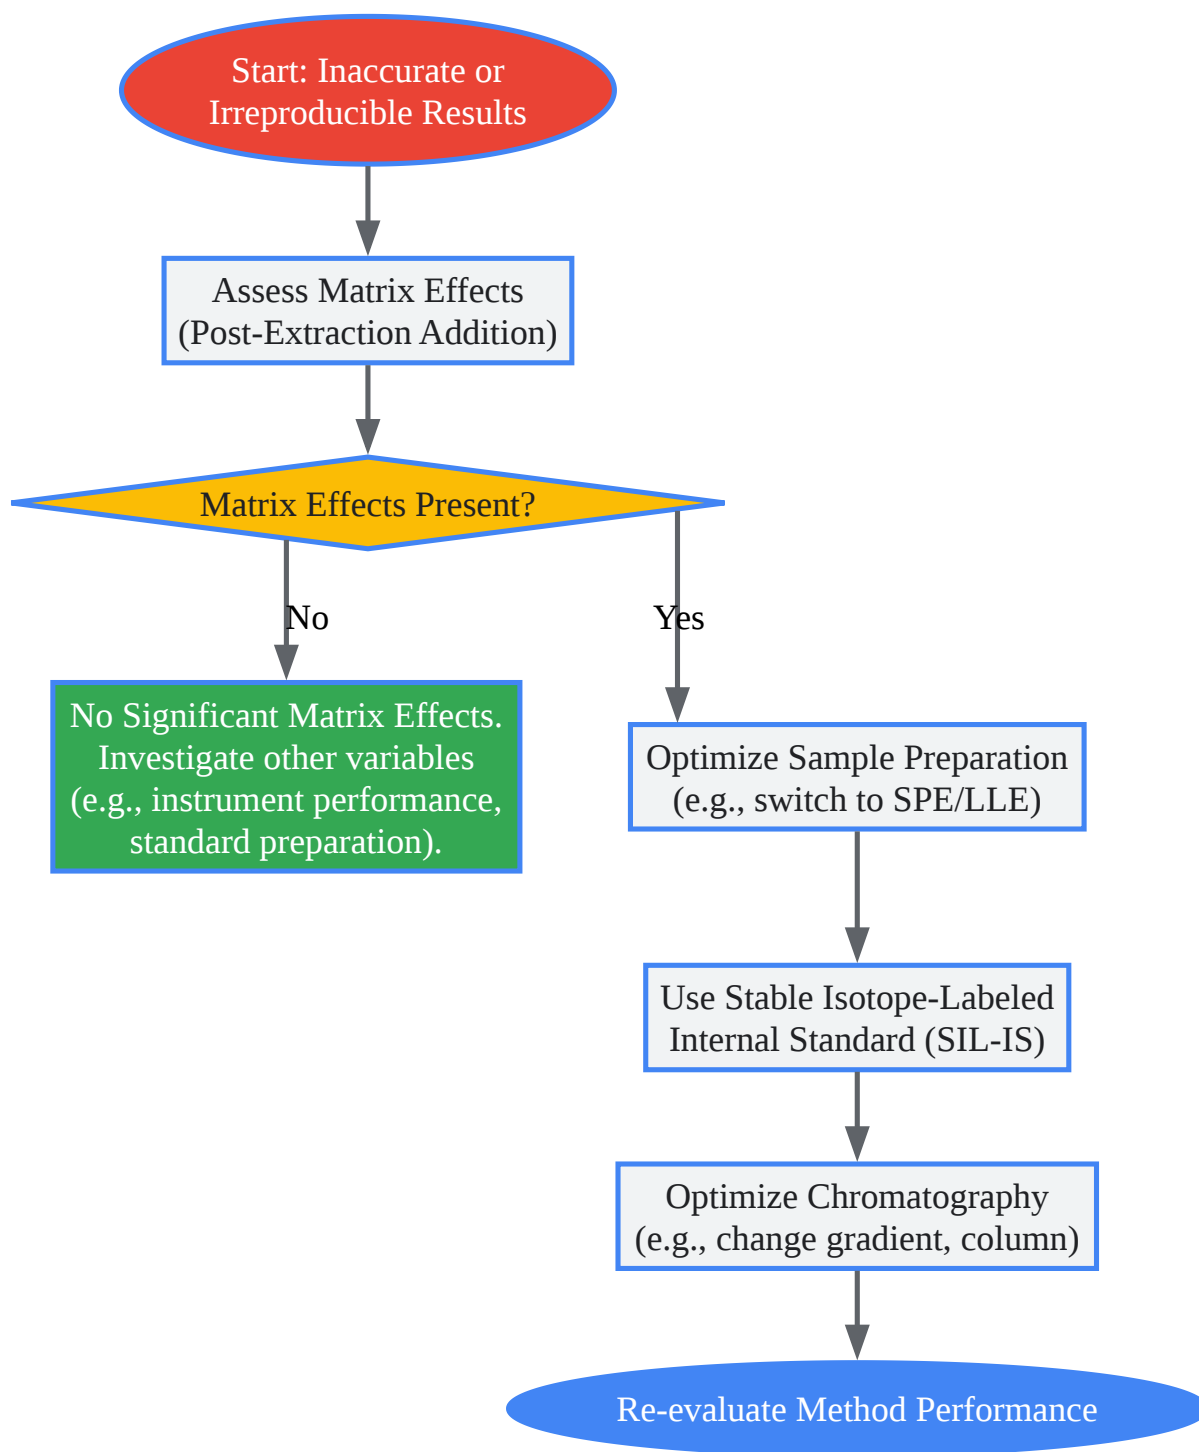 Start: Inaccurate or
Irreproducible Results
Assess Matrix Effects
(Post-Extraction Addition)
Matrix Effects Present?
No
Yes
No Significant Matrix Effects.
Investigate other variables
(e.g., instrument performance,
standard preparation).
Optimize Sample Preparation
(e.g., switch to SPE/LLE)
Use Stable Isotope-Labeled
Internal Standard (SIL-IS)
Optimize Chromatography
(e.g., change gradient, column)
Re-evaluate Method Performance